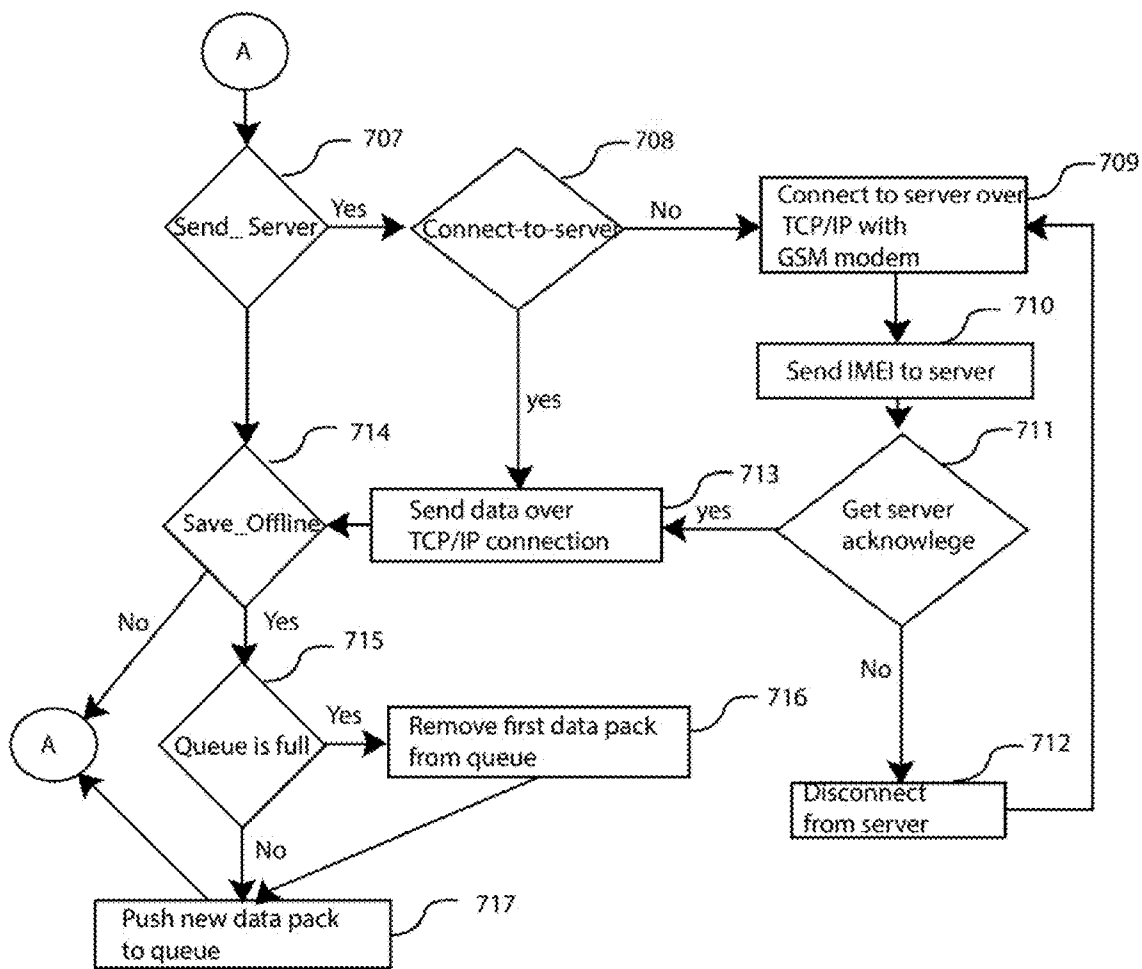 A
707
708
709
Send_ Server
Yes
Connect-to-server
No
Connect to server over
TCP/IP with
GSM modem
710
Send IMEI to server
yes
714
711
713
Save_Offline
Send data over
TCP/IP connection
yes
Get server
acknowlege
No
Yes
715
No
716
A
Queue is full
Yes
Remove first data pack
from queue
712
Disconnect
from server
No
717
Push new data pack
to queue